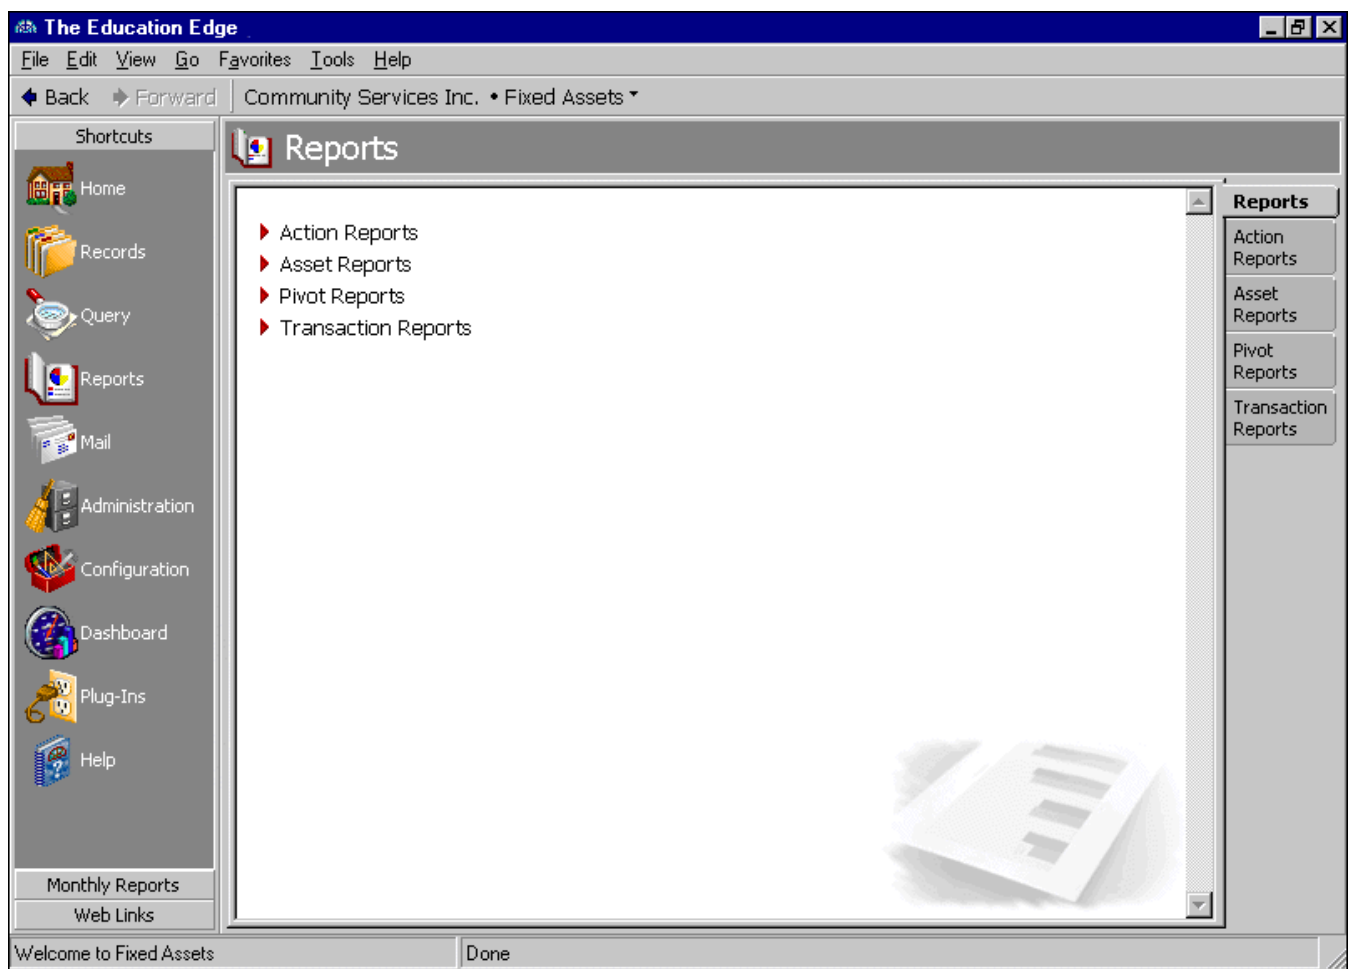 The Education Edge
File Edit View Go Favorites Tools Help
Back Forward Community Services Inc. • Fixed Assets
Shortcuts
Home
Records
Query
Reports
Mail
Administration
Configuration
Dashboard
Plug-Ins
Help
Monthly Reports
Web Links
Reports
Action Reports
Asset Reports
Pivot Reports
Transaction Reports
Reports
Action
Reports
Asset
Reports
Pivot
Reports
Transaction
Reports
Welcome to Fixed Assets
Done